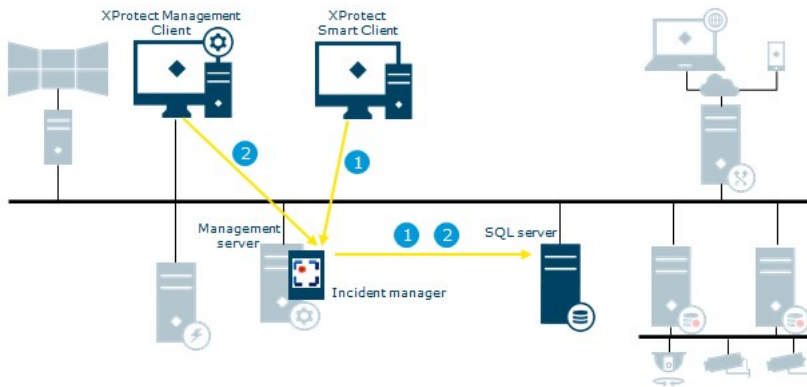 XProtect Management
Client
XProtect
Smart Client
2
1
Management
server
1 2
SQL server
Incident manager